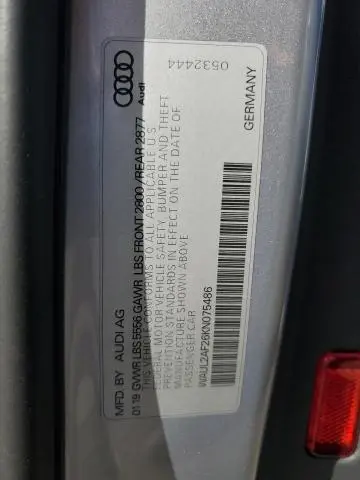 MFD. BY AUDI AG
01.19 GVWR LBS 5556 GAWR LBS FRONT 2800 /REAR 2877
THIS VEHICLE CONFORMS TO ALL APPLICABLE U.S.
FEDERAL MOTOR VEHICLE SAFETY, BUMPER AND THEFT
PREVENTION STANDARDS IN EFFECT ON THE DATE OF
MANUFACTURE SHOWN ABOVE
PASSENGER CAR
WAUL2AF26KN075486
Audi
0532444
GERMANY